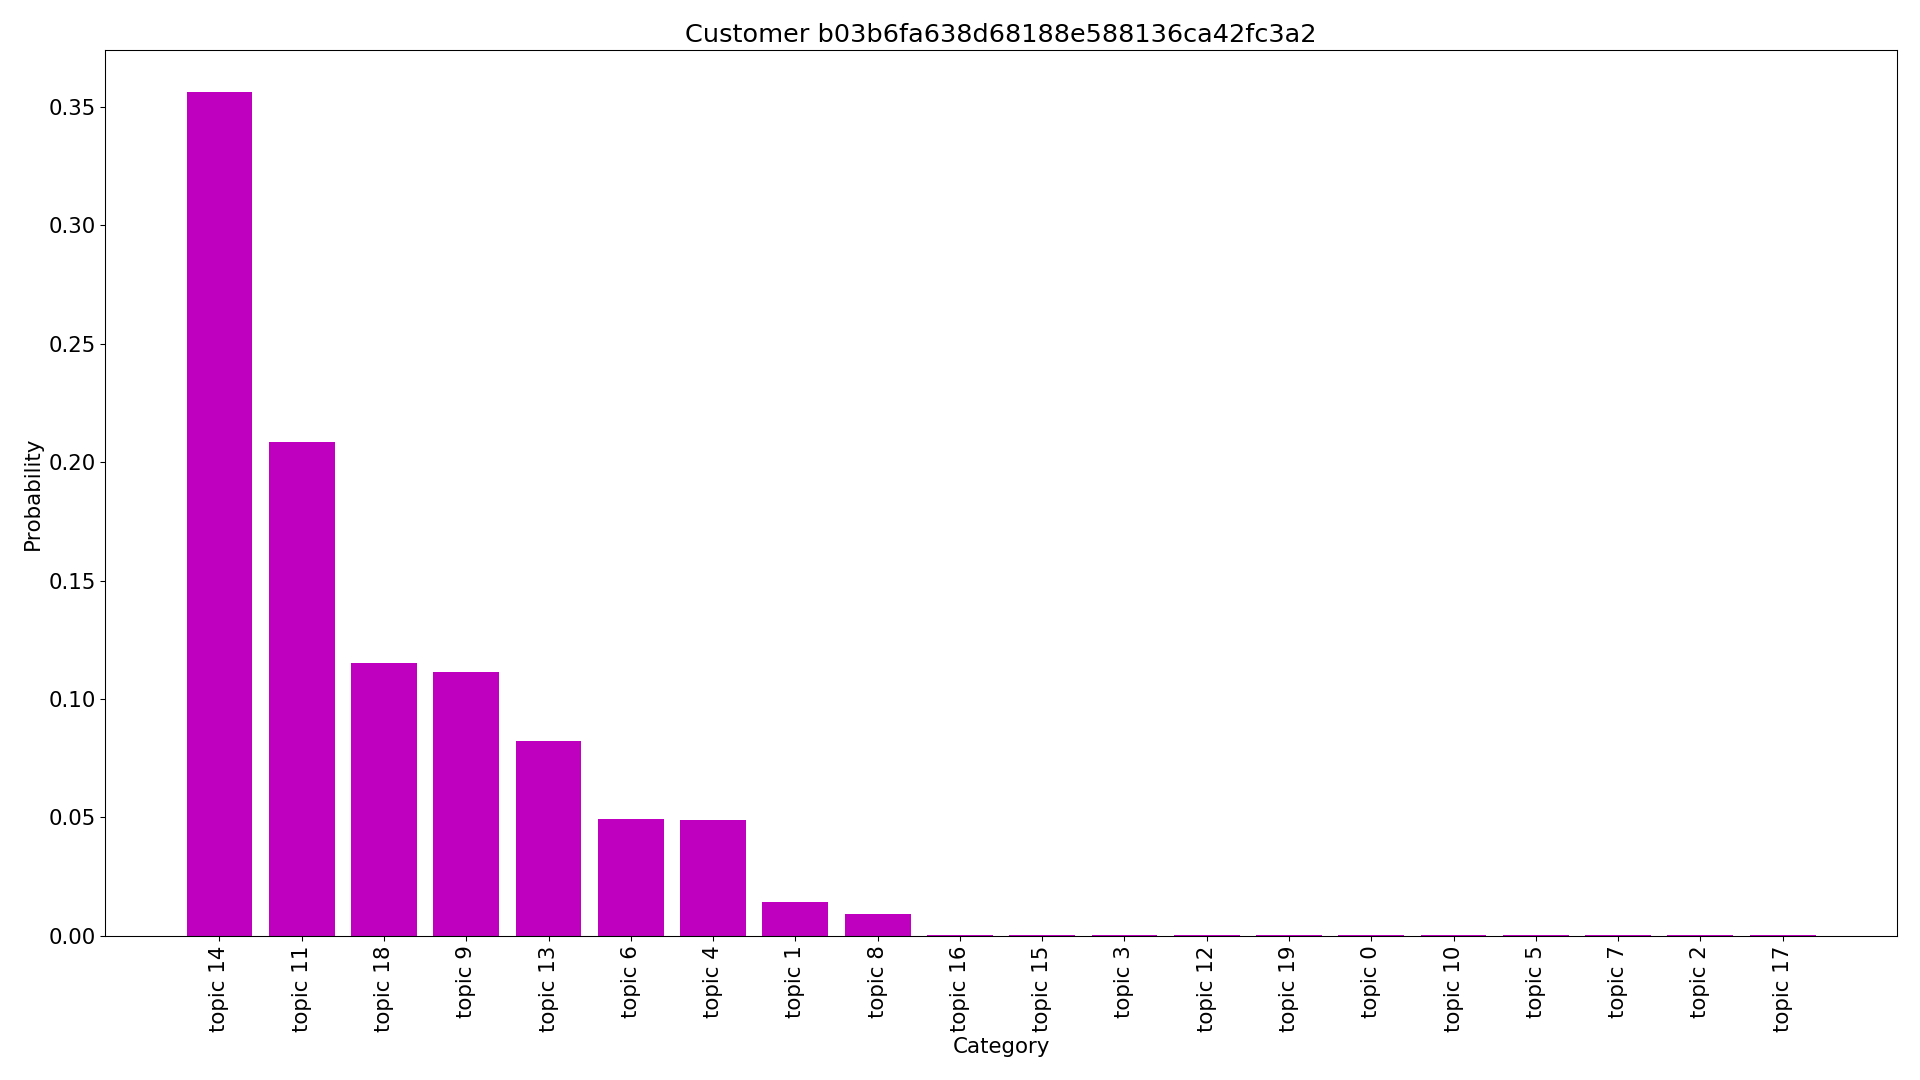 Customer b03b6fa638d68188e588136ca42fc3a2
Probability
0.35
0.30
0.25
0.20
0.15
0.10
0.05
0.00
topic 14
topic 11
topic 18
topic 9
topic 13
topic 6
topic 4
topic 1
topic 8
topic 16
topic 15
topic 3
topic 12
topic 19
topic 0
topic 10
topic 5
topic 7
topic 2
topic 17
Category